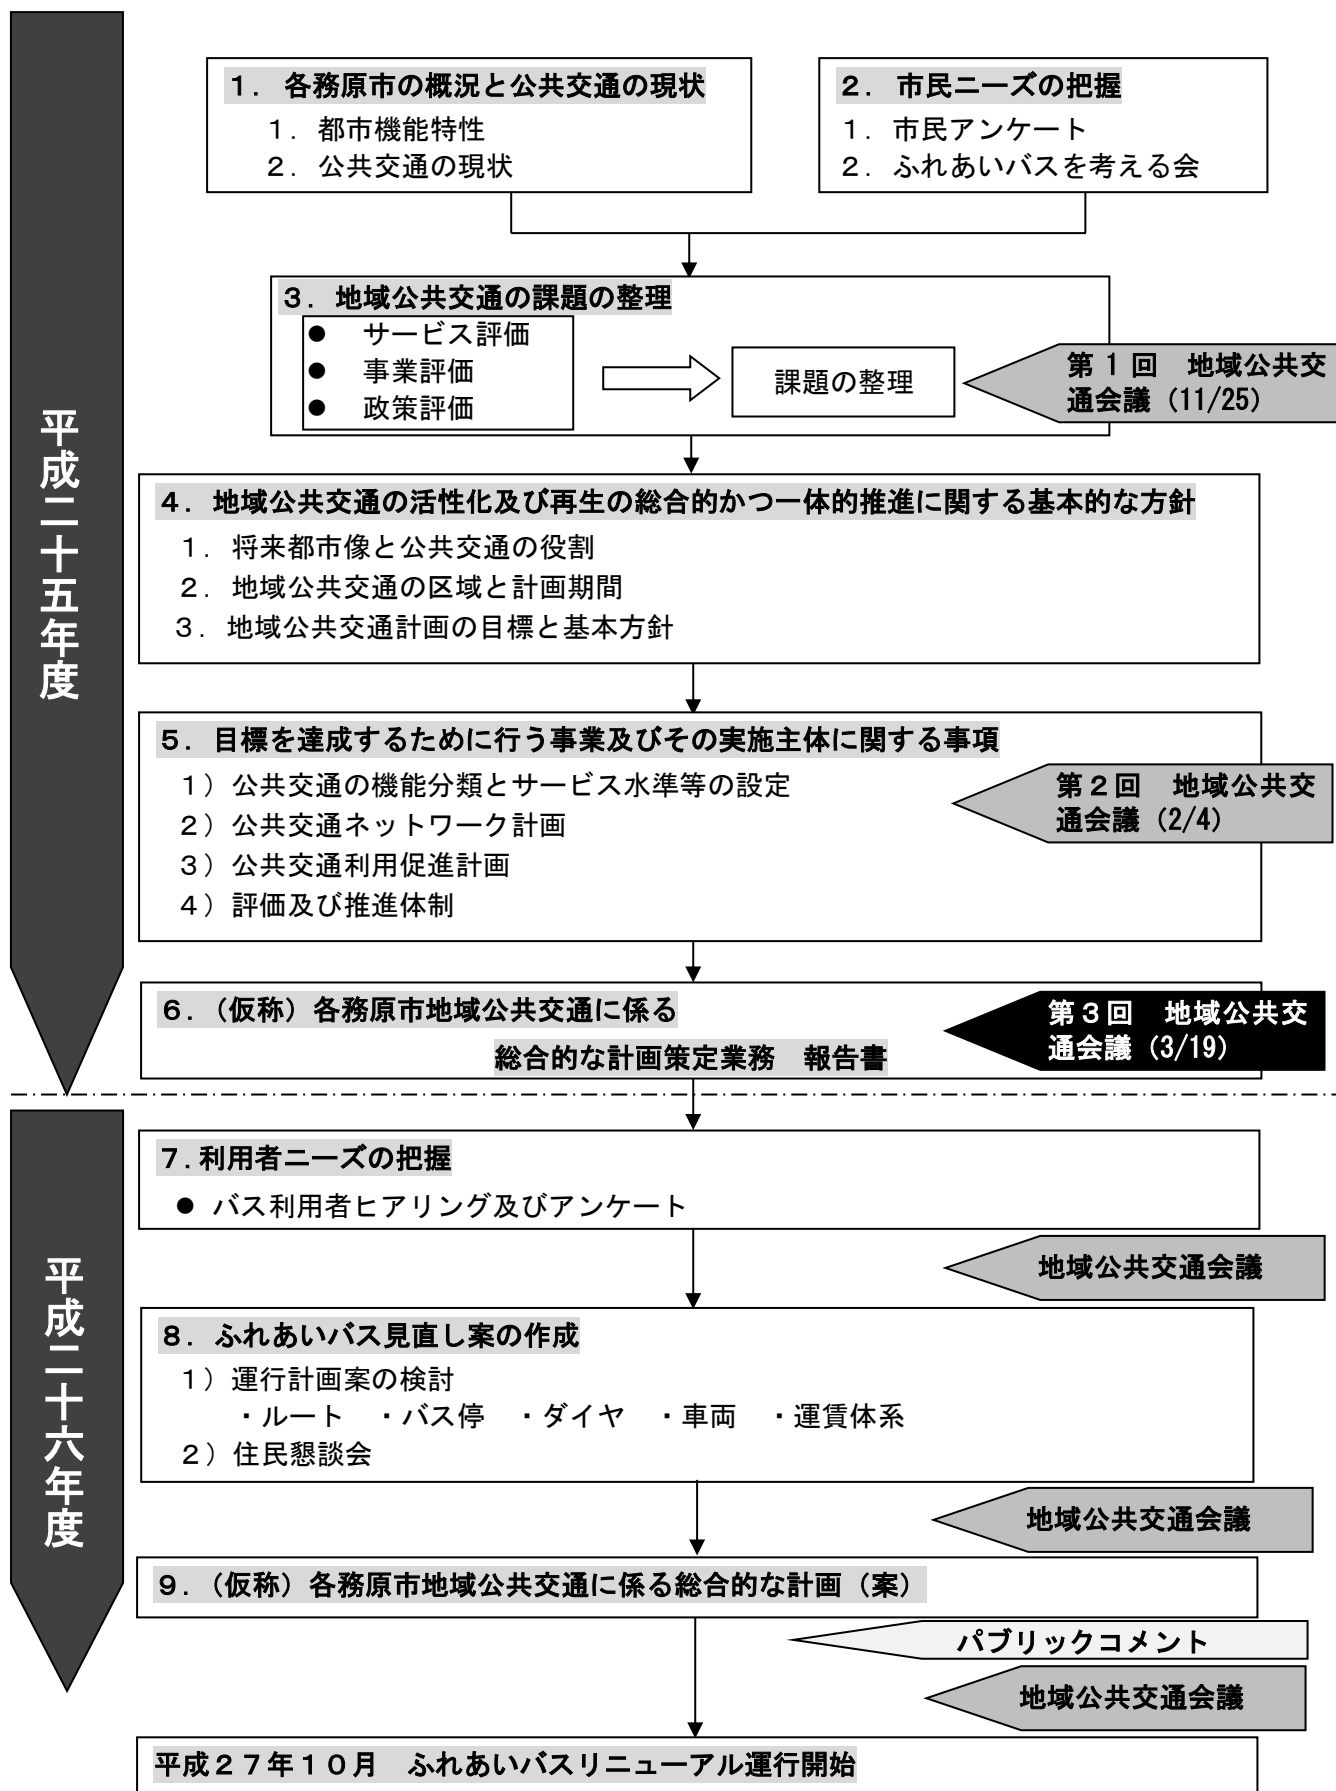 平成二十五年度
１．各務原市の概況と公共交通の現状
１．都市機能特性
２．公共交通の現状
２．市民ニーズの把握
１．市民アンケート
２．ふれあいバスを考える会
３．地域公共交通の課題の整理
● サービス評価
● 事業評価
● 政策評価
課題の整理
第１回　地域公共交
通会議（11/25）
４．地域公共交通の活性化及び再生の総合的かつ一体的推進に関する基本的な方針
１．将来都市像と公共交通の役割
２．地域公共交通の区域と計画期間
３．地域公共交通計画の目標と基本方針
５．目標を達成するために行う事業及びその実施主体に関する事項
１）公共交通の機能分類とサービス水準等の設定
２）公共交通ネットワーク計画
３）公共交通利用促進計画
４）評価及び推進体制
第２回　地域公共交
通会議（2/4）
６．（仮称）各務原市地域公共交通に係る
総合的な計画策定業務　報告書
第３回　地域公共交
通会議（3/19）
平成二十六年度
７．利用者ニーズの把握
● バス利用者ヒアリング及びアンケート
地域公共交通会議
８．ふれあいバス見直し案の作成
１）運行計画案の検討
・ルート　・バス停　・ダイヤ　・車両　・運賃体系
２）住民懇談会
地域公共交通会議
９．（仮称）各務原市地域公共交通に係る総合的な計画（案）
パブリックコメント
地域公共交通会議
平成２７年１０月　ふれあいバスリニューアル運行開始